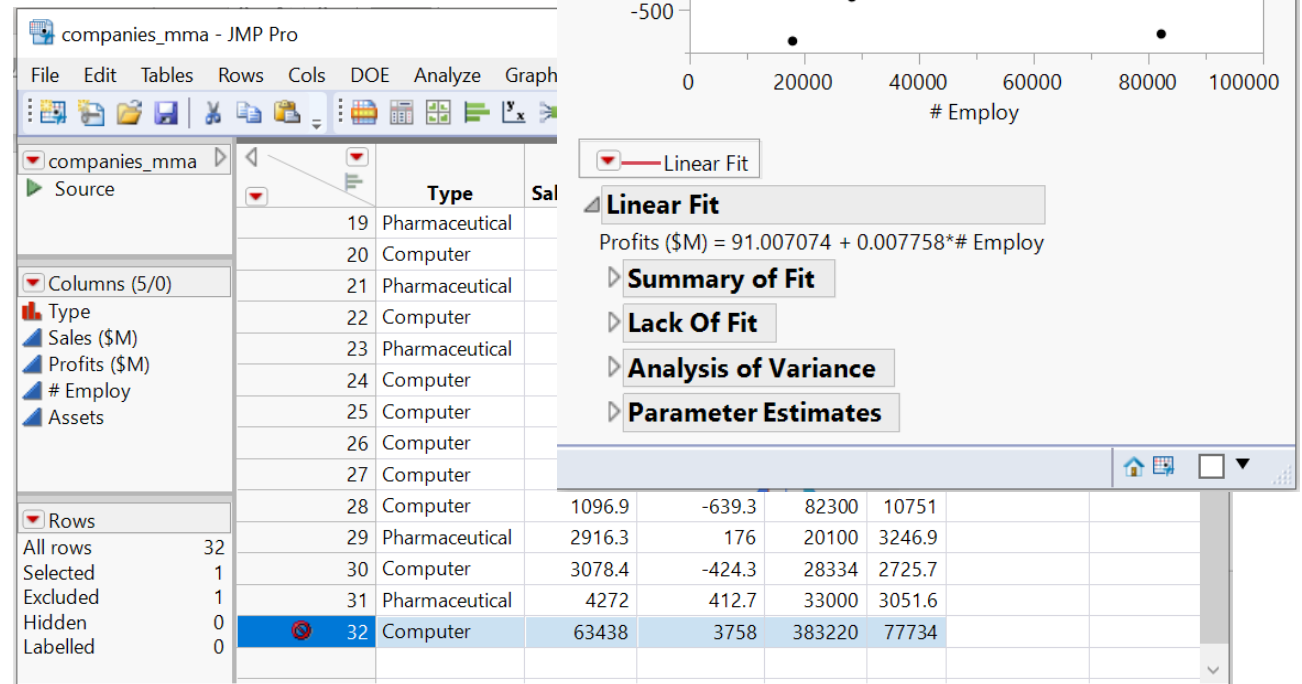 companies_mma - JMP Pro
File Edit Tables Rows Cols DOE Analyze Graph
companies_mma
Source
Columns (5/0)
Type
Sales ($M)
Profits ($M)
# Employ
Assets
Rows
All rows 32
Selected 1
Excluded 1
Hidden 0
Labelled 0
Type Sal
19 Pharmaceutical
20 Computer
21 Pharmaceutical
22 Computer
23 Pharmaceutical
24 Computer
25 Computer
26 Computer
27 Computer
28 Computer 1096.9 -639.3 82300 10751
29 Pharmaceutical 2916.3 176 20100 3246.9
30 Computer 3078.4 -424.3 28334 2725.7
31 Pharmaceutical 4272 412.7 33000 3051.6
32 Computer 63438 3758 383220 77734
-500
0 20000 40000 60000 80000 100000
# Employ
Linear Fit
Linear Fit
Profits ($M) = 91.007074 + 0.007758*# Employ
Summary of Fit
Lack Of Fit
Analysis of Variance
Parameter Estimates